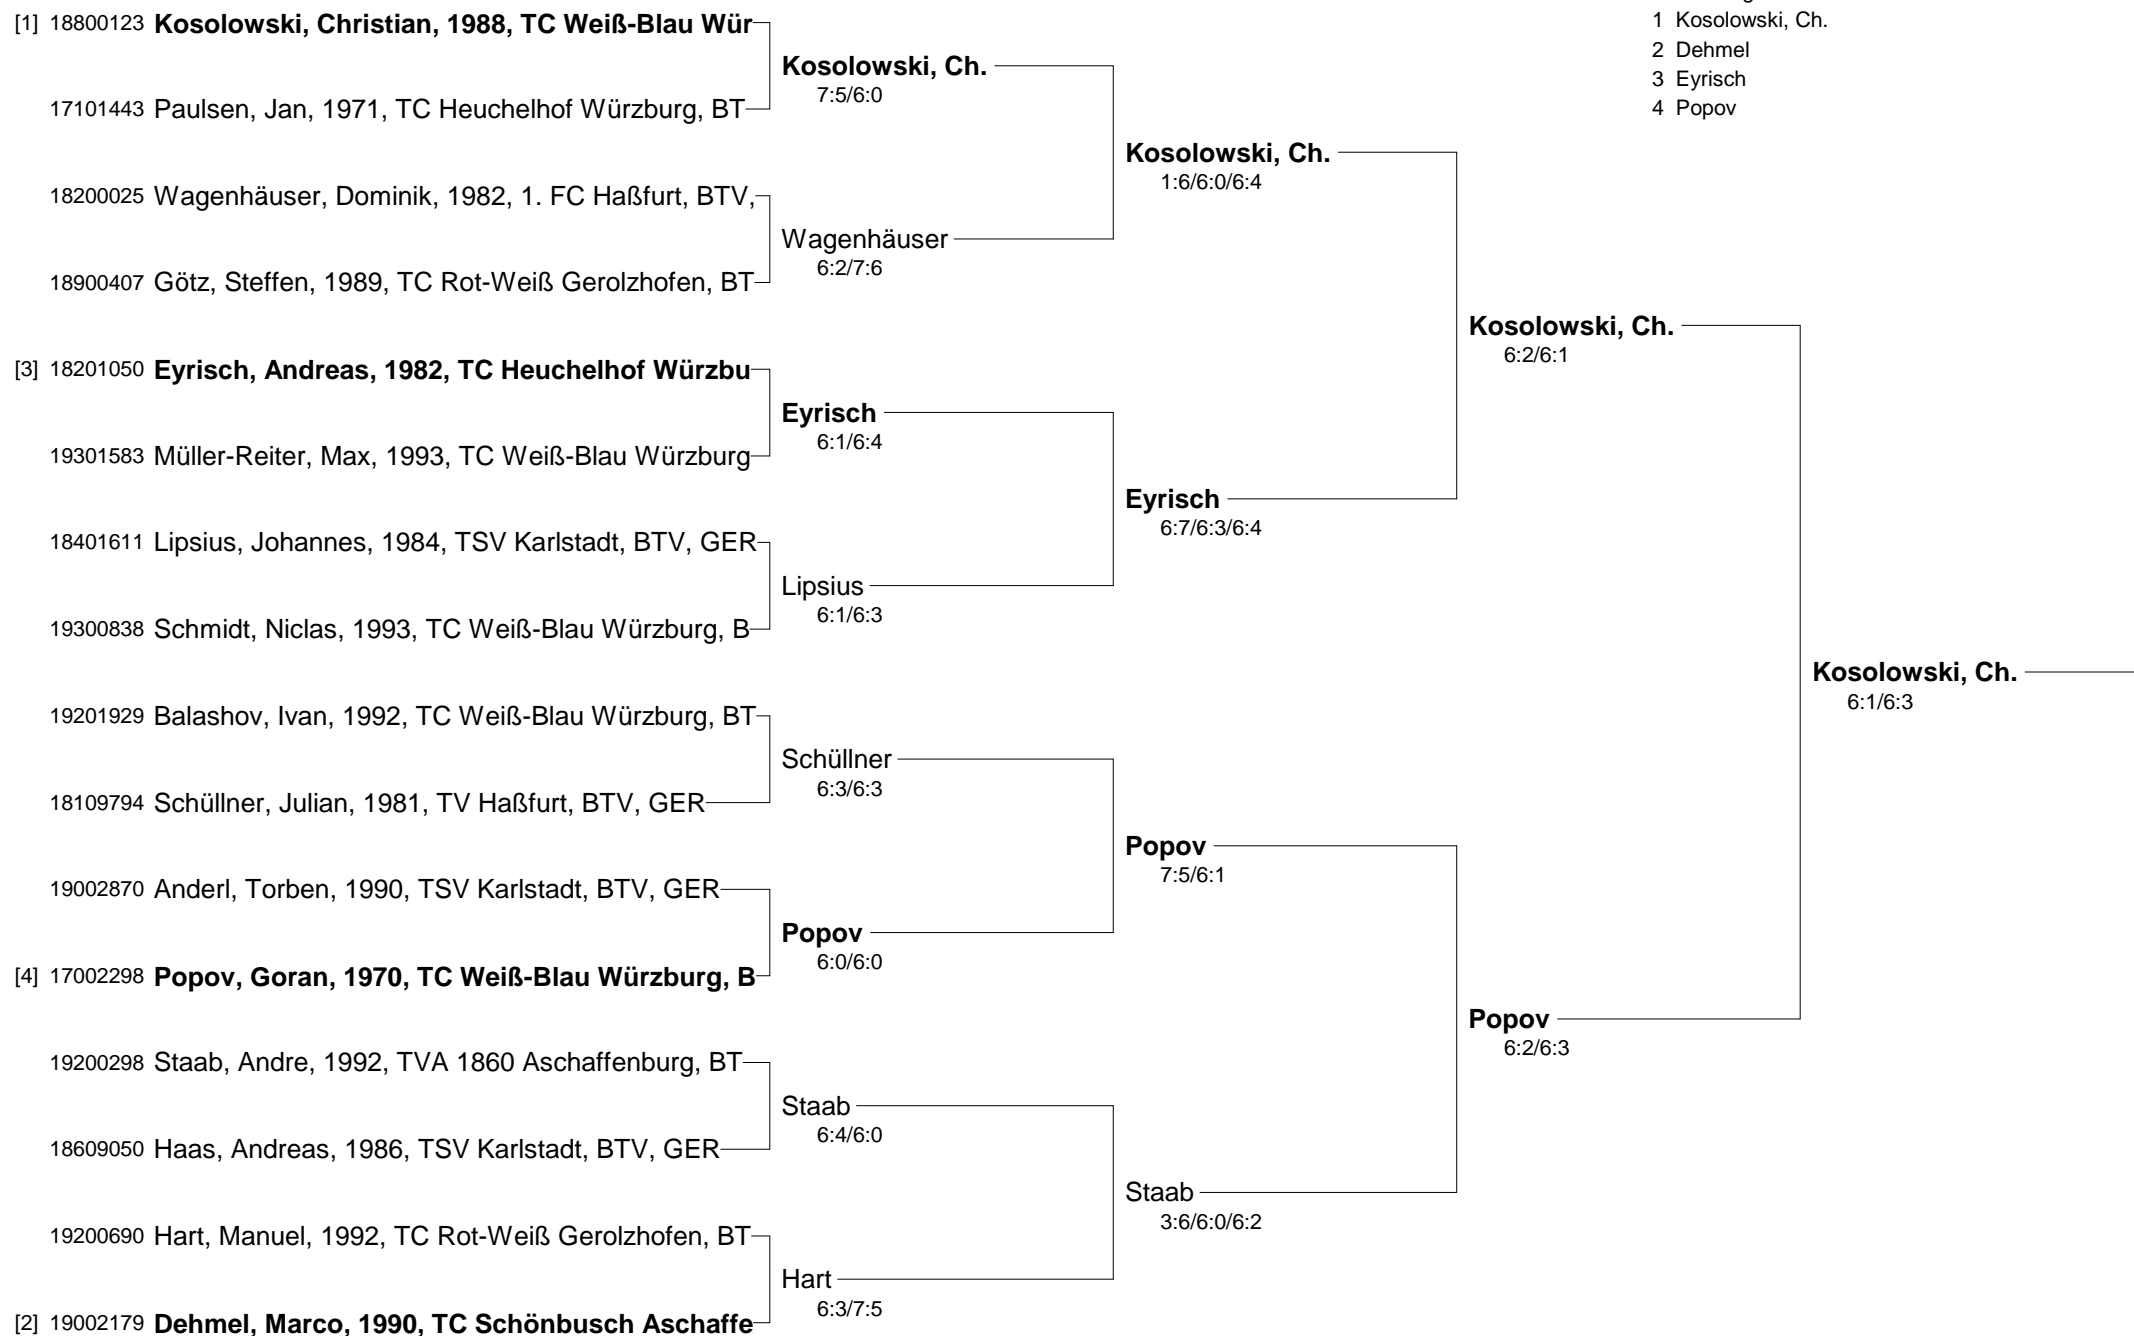 1 Kosolowski, Ch.
2 Dehmel
3 Eyrisch
4 Popov
[1] 18800123 Kosolowski, Christian, 1988, TC Weiß-Blau Wür
Kosolowski, Ch.
7:5/6:0
17101443 Paulsen, Jan, 1971, TC Heuchelhof Würzburg, BT
Kosolowski, Ch.
1:6/6:0/6:4
18200025 Wagenhäuser, Dominik, 1982, 1. FC Haßfurt, BTV,
Wagenhäuser
6:2/7:6
18900407 Götz, Steffen, 1989, TC Rot-Weiß Gerolzhofen, BT
Kosolowski, Ch.
6:2/6:1
[3] 18201050 Eyrisch, Andreas, 1982, TC Heuchelhof Würzbu
Eyrisch
6:1/6:4
19301583 Müller-Reiter, Max, 1993, TC Weiß-Blau Würzburg
Eyrisch
6:7/6:3/6:4
18401611 Lipsius, Johannes, 1984, TSV Karlstadt, BTV, GER
Lipsius
6:1/6:3
19300838 Schmidt, Niclas, 1993, TC Weiß-Blau Würzburg, B
Kosolowski, Ch.
6:1/6:3
19201929 Balashov, Ivan, 1992, TC Weiß-Blau Würzburg, BT
Schüllner
6:3/6:3
18109794 Schüllner, Julian, 1981, TV Haßfurt, BTV, GER
Popov
7:5/6:1
19002870 Anderl, Torben, 1990, TSV Karlstadt, BTV, GER
Popov
6:0/6:0
[4] 17002298 Popov, Goran, 1970, TC Weiß-Blau Würzburg, B
Popov
6:2/6:3
19200298 Staab, Andre, 1992, TVA 1860 Aschaffenburg, BT
Staab
6:4/6:0
18609050 Haas, Andreas, 1986, TSV Karlstadt, BTV, GER
Staab
3:6/6:0/6:2
19200690 Hart, Manuel, 1992, TC Rot-Weiß Gerolzhofen, BT
Hart
6:3/7:5
[2] 19002179 Dehmel, Marco, 1990, TC Schönbusch Aschaffe